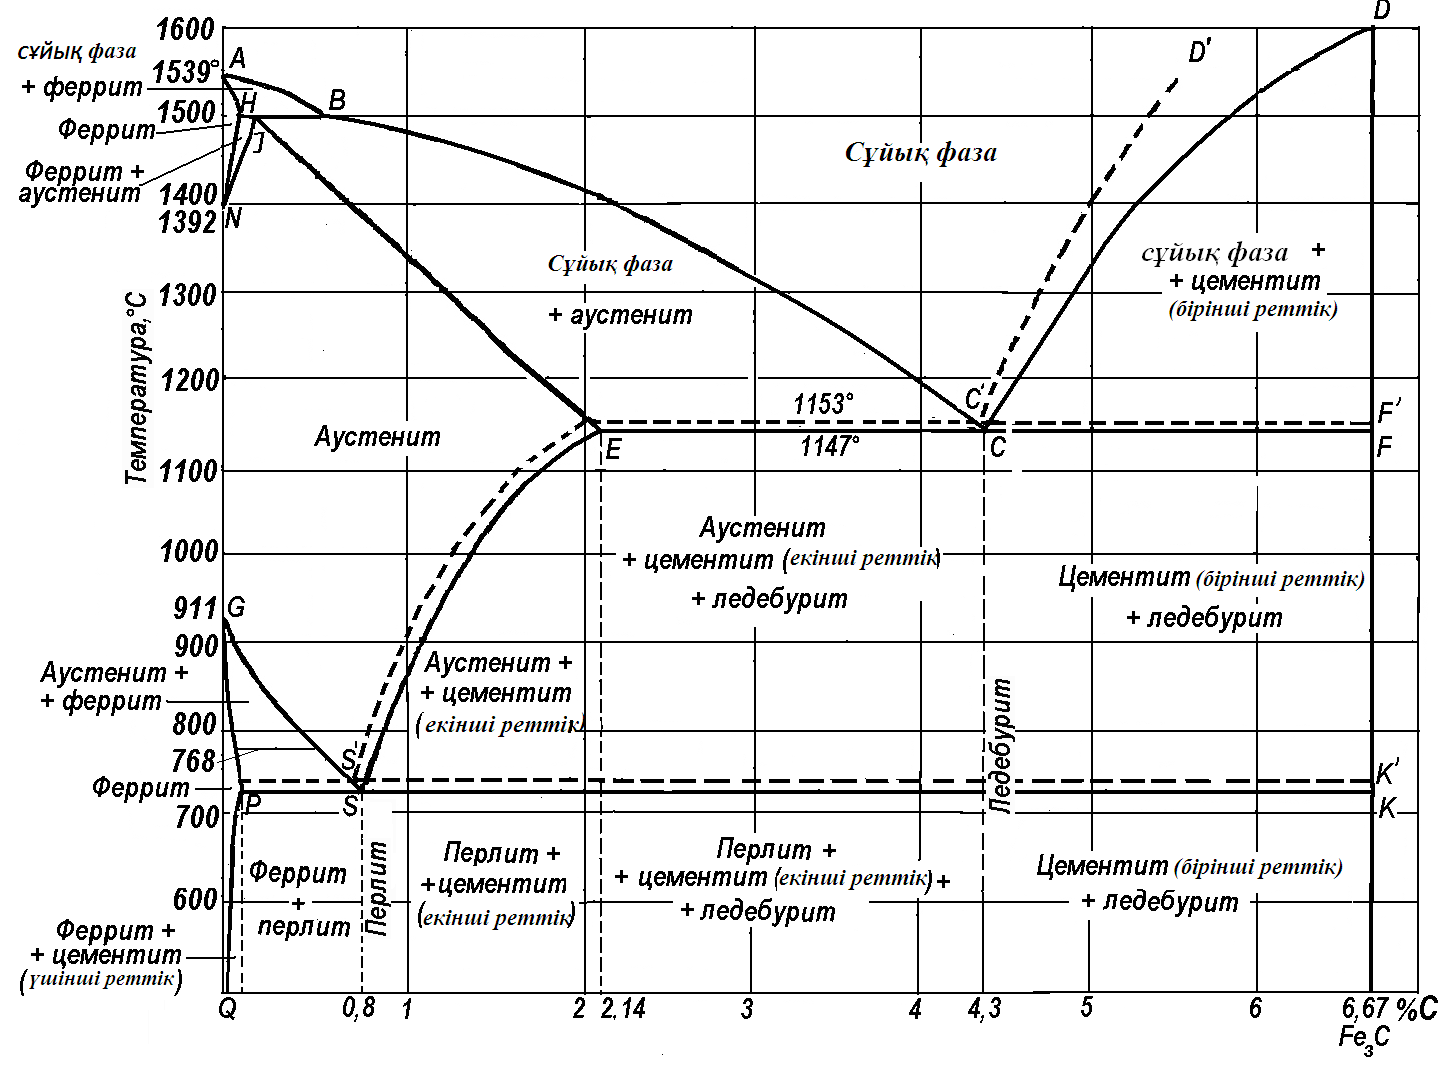 1600
сұйық фаза
1539°
+ феррит
1500
Феррит
Феррит +
аустенит
1400
1392
1300
1200
1100
1000
911
900
Аустенит +
+ феррит
800
768
Феррит
700
600
Феррит +
+ цементит
(үшінші реттік)
Температура,°С
A
H
B
J
N
D
D'
Сұйық фаза
Сұйық фаза
+ аустенит
сұйық фаза +
+ цементит
(бірінші реттік)
Аустенит
1153°
1147°
C'
F'
E
C
F
Аустенит
+ цементит (екінші реттік)
+ ледебурит
Цементит (бірінші реттік)
+ ледебурит
G
Аустенит +
+ цементит
(екінші реттік)
Ледебурит
S'
K'
P
S
K
Феррит
+
перлит
Перлит
Перлит +
+цементит
(екінші реттік)
Перлит +
+ цементит (екінші реттік) +
+ ледебурит
Цементит (бірінші реттік)
+ ледебурит
Q 0,8 1 2 2,14 3 4 4,3 5 6 6,67 %С
Fe3C